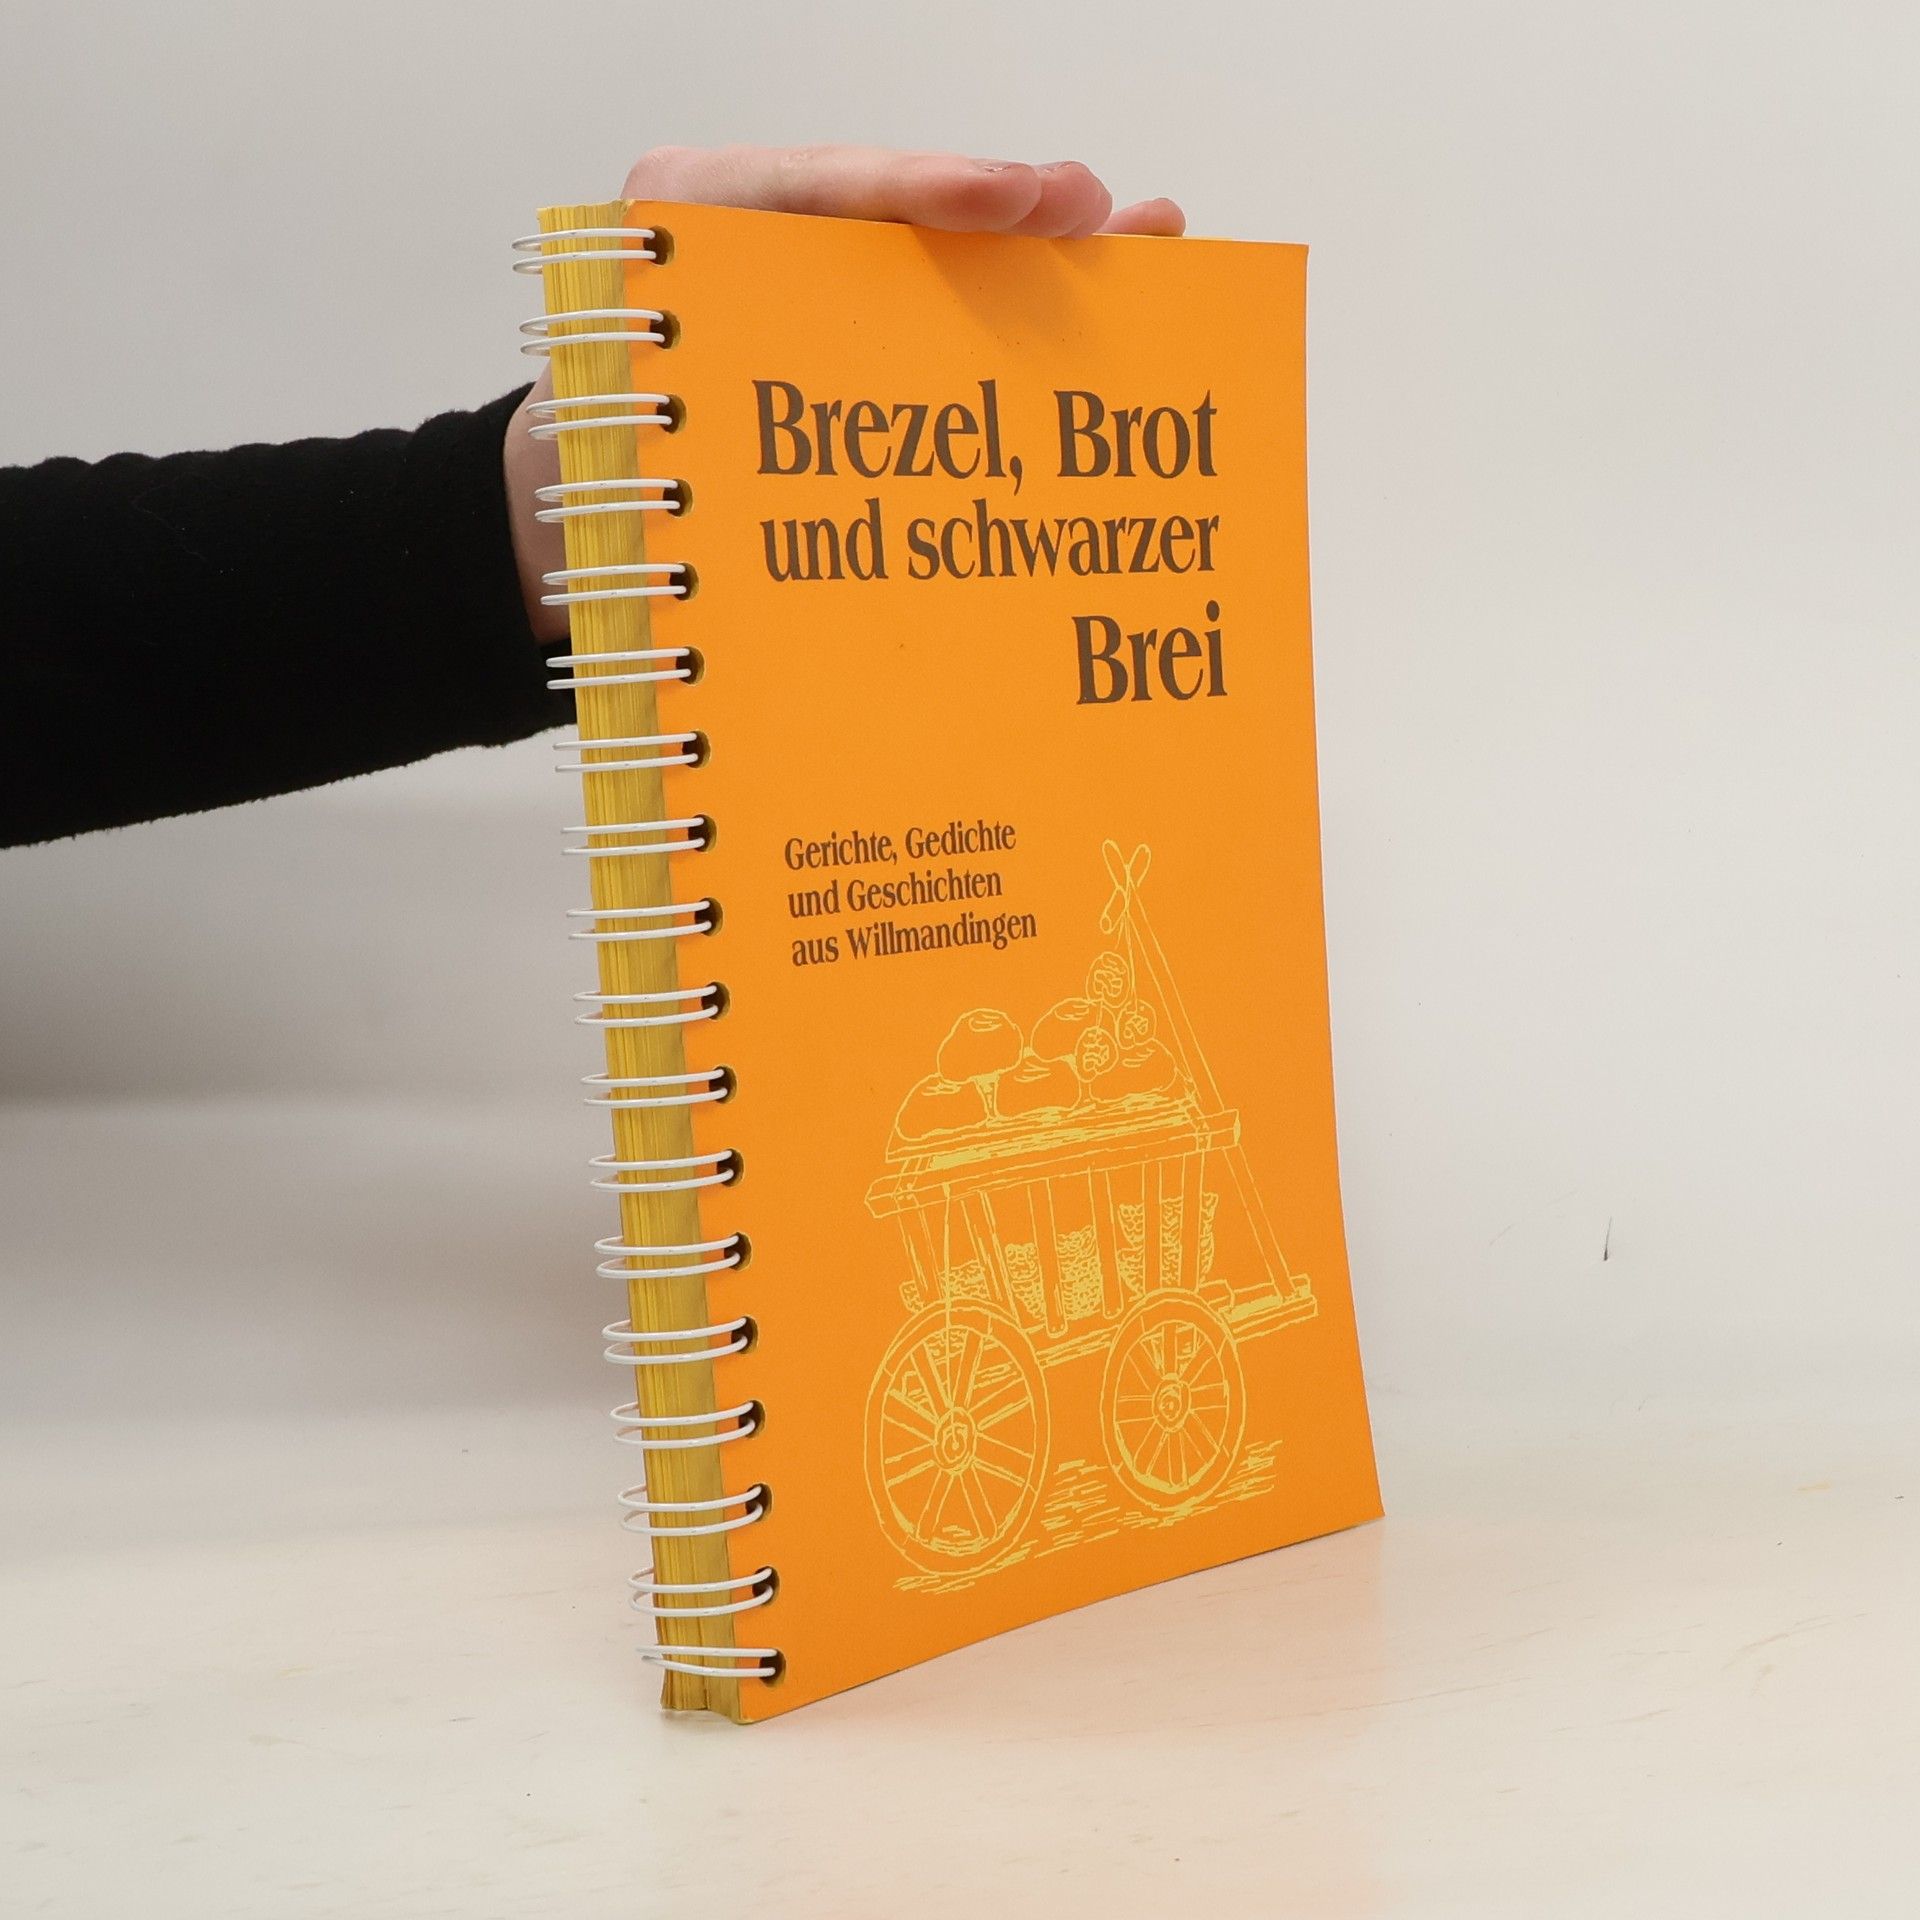 Brezel, Brot
und schwarzer
Brei
Gerichte, Gedichte
und Geschichten
aus Willmandingen